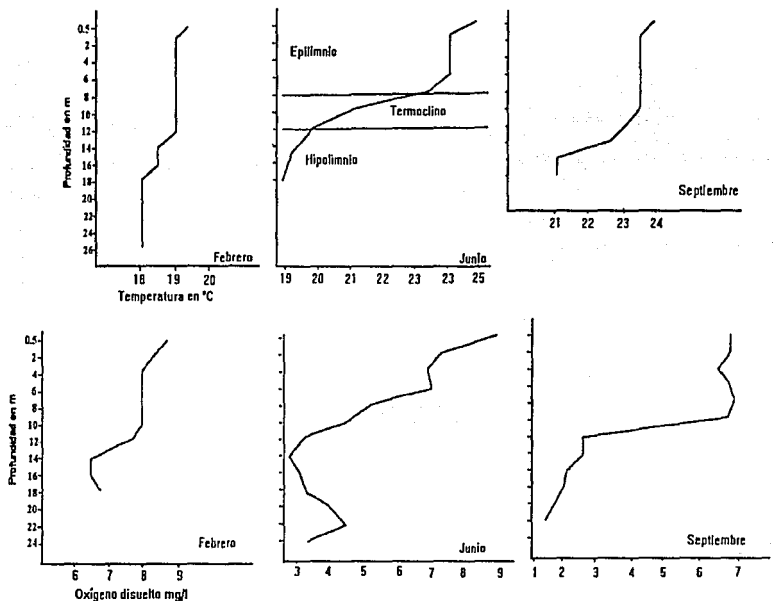 Profundidad en m
0.5
2
4
6
8
10
12
14
16
18
20
22
24
26
Febrero
18 19 20
Temperatura en °C
Epilimnio
Termoclino
Hipolimnio
Junio
19 20 21 22 23 23 25
Septiembre
21 22 23 24
Profundidad en m
0.5
2
4
6
8
10
12
14
16
18
20
22
24
Febrero
6 7 8 9
Oxígeno disuelto mg/l
Junio
3 4 5 6 7 8 9
Septiembre
1 2 3 4 5 6 7